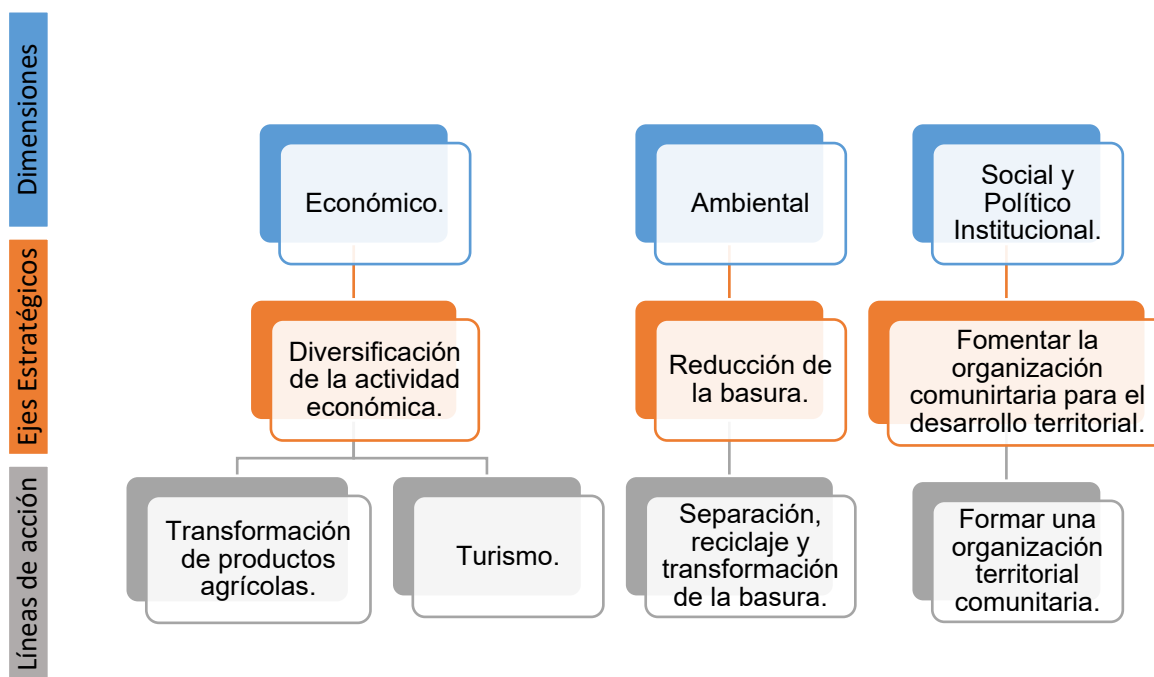 Dimensiones
Económico.
Ambiental
Social y
Político
Institucional.
Ejes Estratégicos
Diversificación
de la actividad
económica.
Reducción de
la basura.
Fomentar la
organización
comunirtaria para el
desarrollo territorial.
Líneas de acción
Transformación
de productos
agrícolas.
Turismo.
Separación,
reciclaje y
transformación
de la basura.
Formar una
organización
territorial
comunitaria.